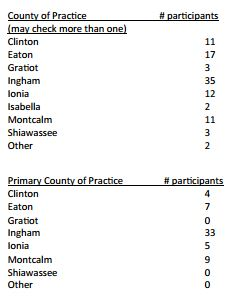 County of Practice # participants
(may check more than one)
Clinton 11
Eaton 17
Gratiot 3
Ingham 35
Ionia 12
Isabella 2
Montcalm 11
Shiawassee 3
Other 2
Primary County of Practice # participants
Clinton 4
Eaton 7
Gratiot 0
Ingham 33
Ionia 5
Montcalm 9
Shiawassee 0
Other 0